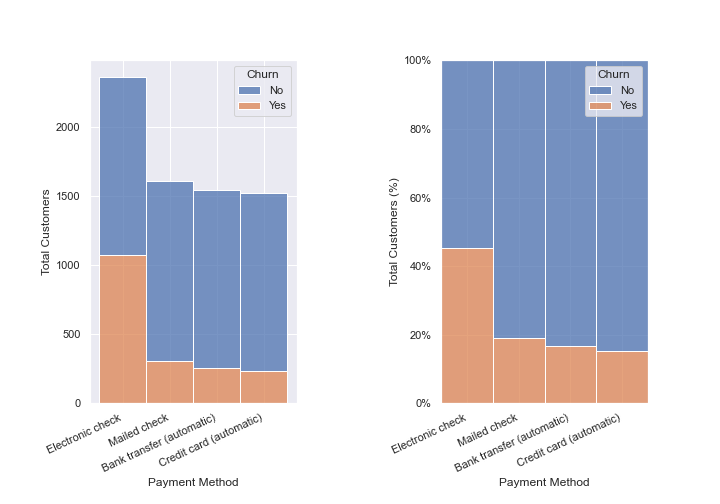 Total Customers
2000
1500
1000
500
0
Churn
No
Yes
Electronic check
Mailed check
Bank transfer (automatic)
Credit card (automatic)
Payment Method
Total Customers (%)
100%
80%
60%
40%
20%
0%
Churn
No
Yes
Electronic check
Mailed check
Bank transfer (automatic)
Credit card (automatic)
Payment Method